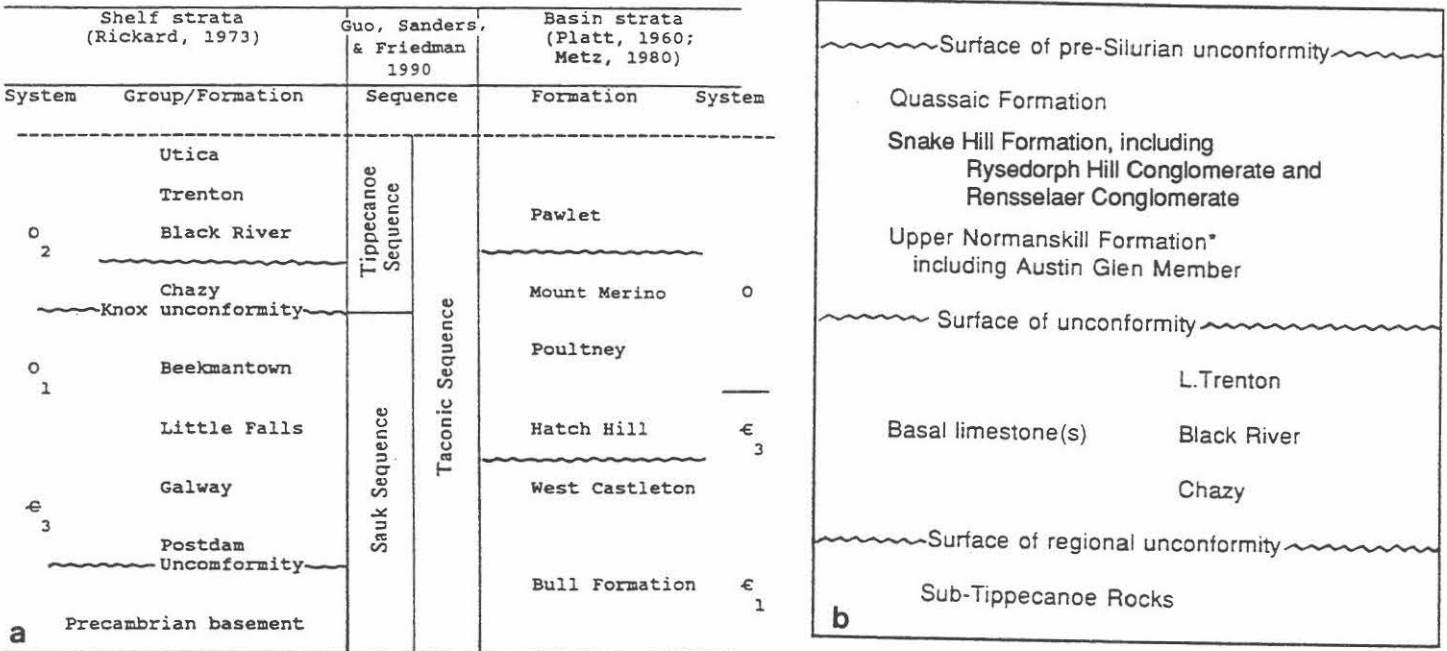 Shelf strata
(Rickard, 1973)
Guo, Sanders,
& Friedman
1990
Basin strata
(Platt, 1960;
Metz, 1980)
System Group/Formation Sequence Formation System
Utica
Trenton
O
2
Black River
Chazy
Knox unconformity
O
1
Beekmantown
Little Falls
Galway
€
3
Postdam
Uncomformity
Precambrian basement
Tippecanoe
Sequence
Sauk Sequence
Taconic Sequence
Pawlet
Mount Merino O
Poultney
Hatch Hill €
3
West Castleton
Bull Formation €
1
a
Surface of pre-Silurian unconformity
Quassaic Formation
Snake Hill Formation, including
Rysedorph Hill Conglomerate and
Rensselaer Conglomerate
Upper Normanskill Formation*
including Austin Glen Member
Surface of unconformity
L.Trenton
Basal limestone(s) Black River
Chazy
Surface of regional unconformity
Sub-Tippecanoe Rocks
b